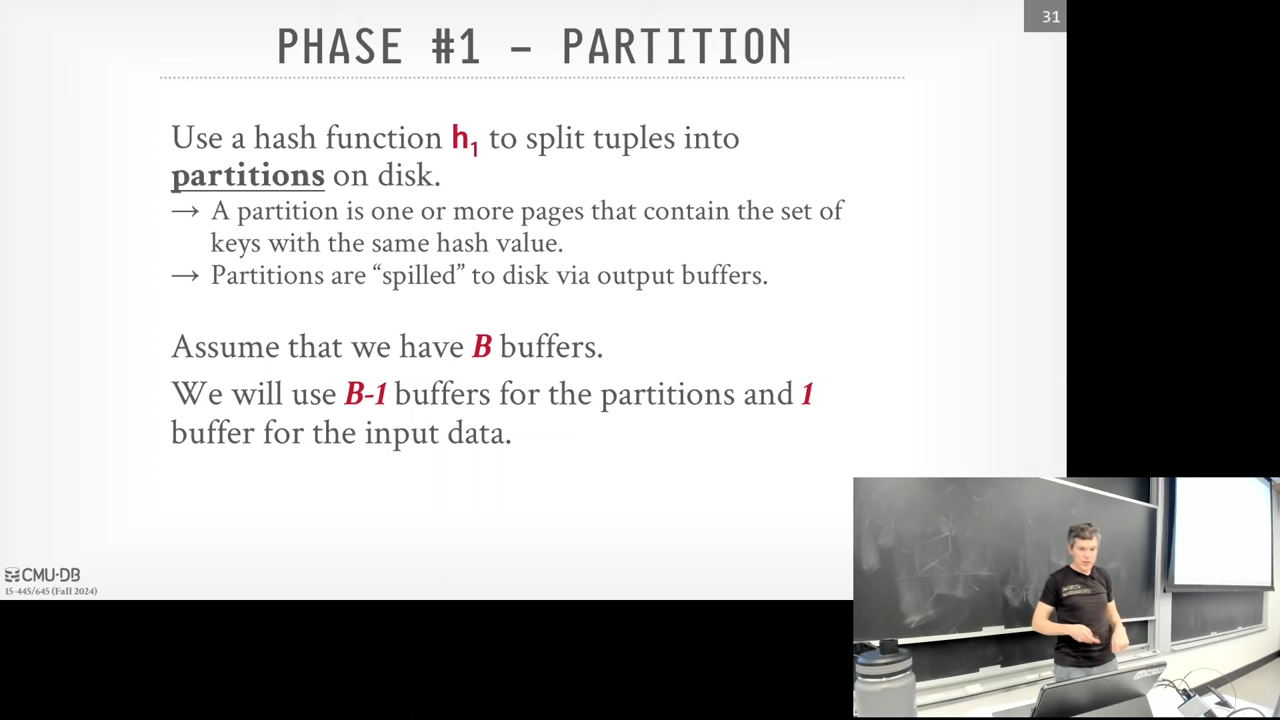 31
PHASE #1 – PARTITION
Use a hash function h1 to split tuples into
partitions on disk.
→ A partition is one or more pages that contain the set of
keys with the same hash value.
→ Partitions are “spilled” to disk via output buffers.
Assume that we have B buffers.
We will use B-1 buffers for the partitions and 1
buffer for the input data.
CMU·DB
15-445/645 (Fall 2024)